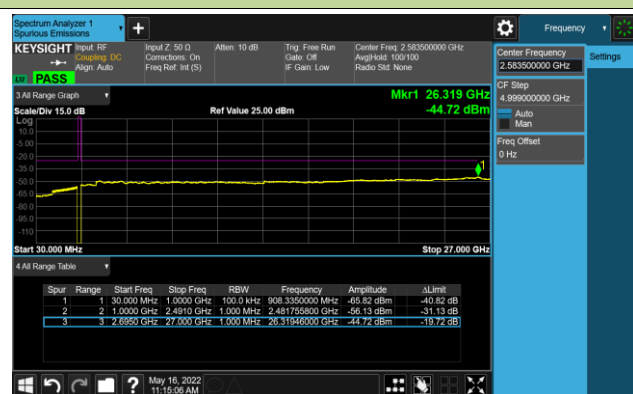 Spectrum Analyzer 1
Spurious Emissions
+
Frequency
KEYSIGHT
Input: RF
Coupling: DC
Align: Auto
Input Z: 50 Ω
Corrections: On
Freq Ref: Int (S)
Atten: 10 dB
Trig: Free Run
Gate: Off
IF Gain: Low
Center Freq: 2.583500000 GHz
Avg|Hold: 100/100
Radio Std: None
PASS
Center Frequency
2.583500000 GHz
Settings
CF Step
4.999000000 GHz
Auto
Man
Freq Offset
0 Hz
3 All Range Graph
Mkr1 26.319 GHz
-44.72 dBm
Scale/Div 15.0 dB
Ref Value 25.00 dBm
Log
10.0
-5.00
-20.0
-35.0
-50.0
-65.0
-80.0
-95.0
-110
1
Start 30.000 MHz
Stop 27.000 GHz
4 All Range Table
Spur Range Start Freq Stop Freq RBW Frequency Amplitude ΔLimit
1 1 30.000 MHz 1.0000 GHz 100.0 kHz 908.3350000 MHz -65.82 dBm -40.82 dB
2 2 1.0000 GHz 2.4910 GHz 1.000 MHz 2.481755800 GHz -56.13 dBm -31.13 dB
3 3 2.6950 GHz 27.000 GHz 1.000 MHz 26.31946000 GHz -44.72 dBm -19.72 dB
?
May 16, 2022
11:15:06 AM